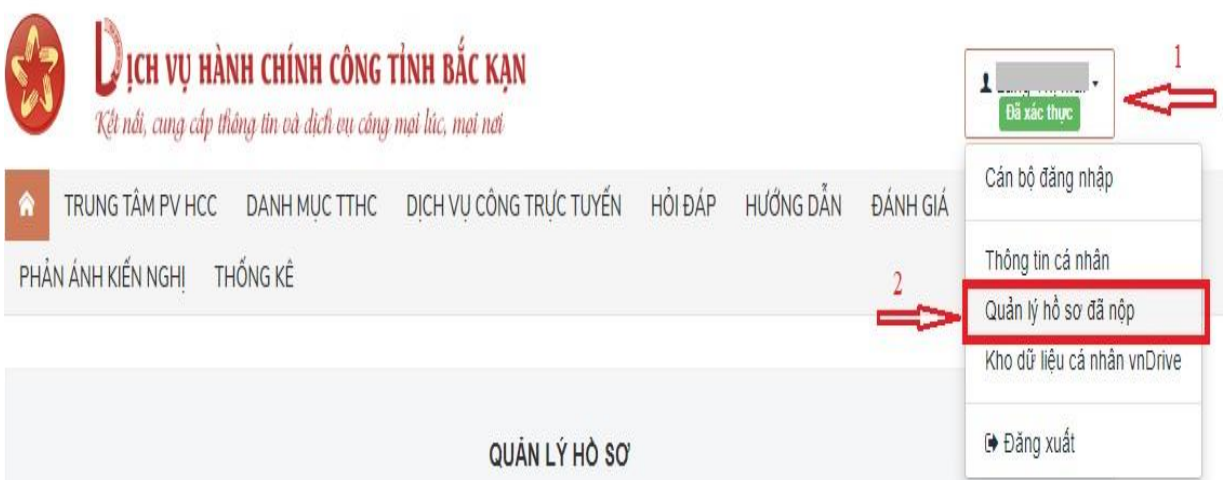 DỊCH VỤ HÀNH CHÍNH CÔNG TỈNH BẮC KẠN
Kết nối, cung cấp thông tin và dịch vụ công mọi lúc, mọi nơi
1
Đã xác thực
TRUNG TÂM PV HCC DANH MỤC TTHC DỊCH VỤ CÔNG TRỰC TUYẾN HỎI ĐÁP HƯỚNG DẪN ĐÁNH GIÁ
PHẢN ÁNH KIẾN NGHỊ THỐNG KÊ
Cán bộ đăng nhập
Thông tin cá nhân
2
Quản lý hồ sơ đã nộp
Kho dữ liệu cá nhân vnDrive
Đăng xuất
QUẢN LÝ HỒ SƠ